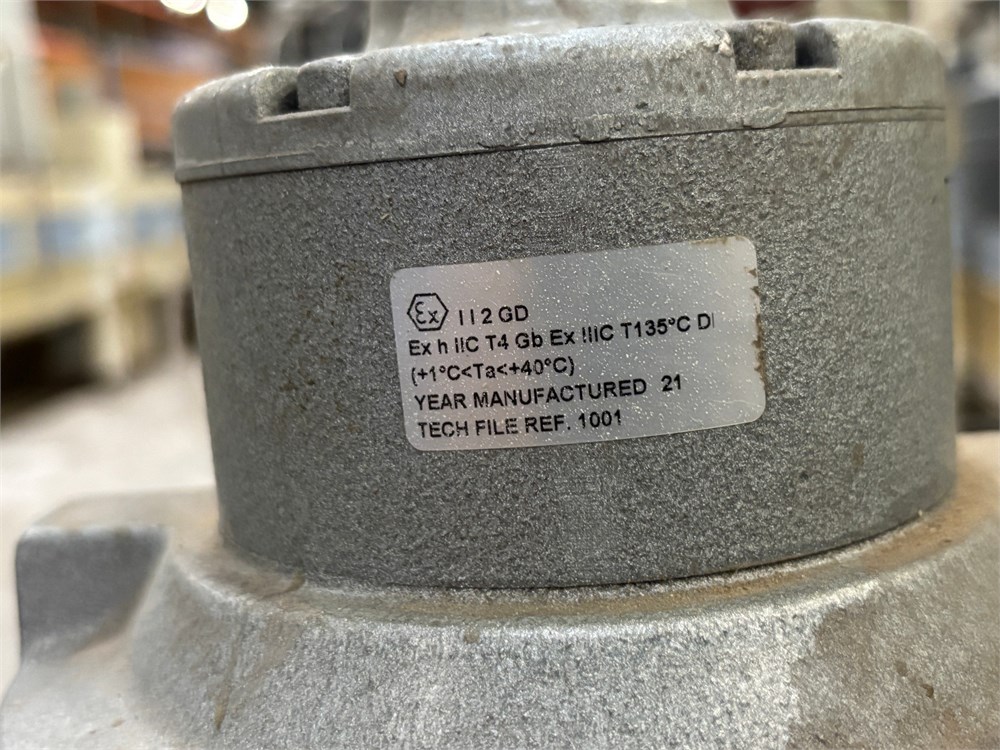 Ex II 2 GD
Ex h IIC T4 Gb Ex IIIC T135°C D
(+1°C<Ta<+40°C)
YEAR MANUFACTURED 21
TECH FILE REF. 1001